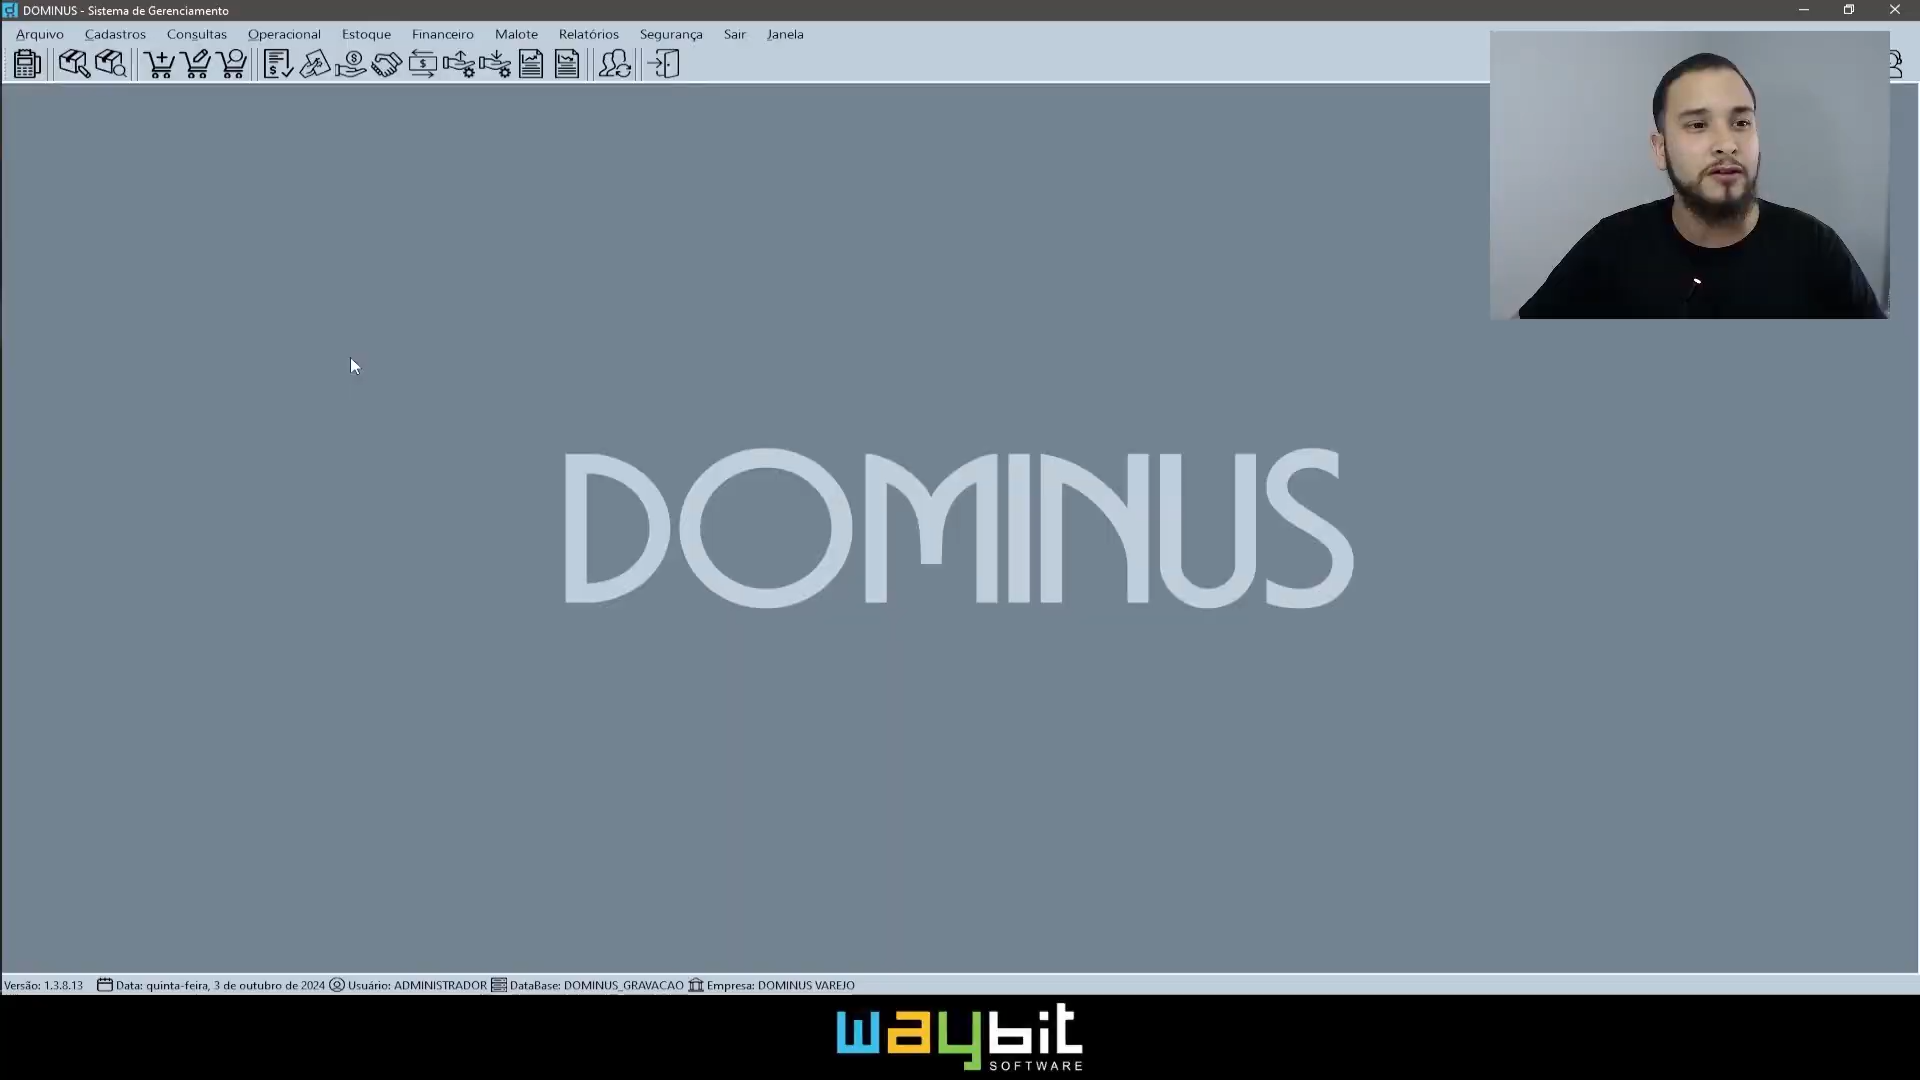 DOMINUS - Sistema de Gerenciamento
Arquivo Cadastros Consultas Operacional Estoque Financeiro Malote Relatórios Segurança Sair Janela
DOMINUS
Versão: 1.3.8.13 Data: quinta-feira, 3 de outubro de 2024 Usuário: ADMINISTRADOR DataBase: DOMINUS_GRAVACAO Empresa: DOMINUS VAREJO
waybit
SOFTWARE